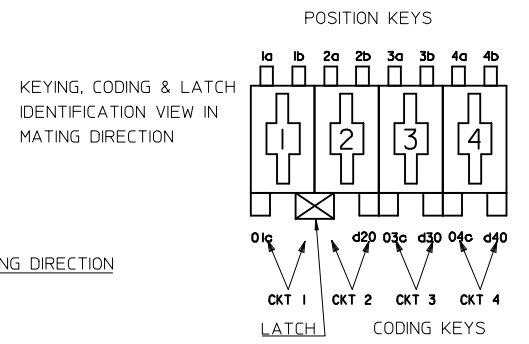 POSITION KEYS
1a 1b 2a 2b 3a 3b 4a 4b
KEYING, CODING & LATCH
IDENTIFICATION VIEW IN
MATING DIRECTION
1 2 3 4
01c d20 03c d30 04c d40
NG DIRECTION
CKT 1 CKT 2 CKT 3 CKT 4
LATCH CODING KEYS